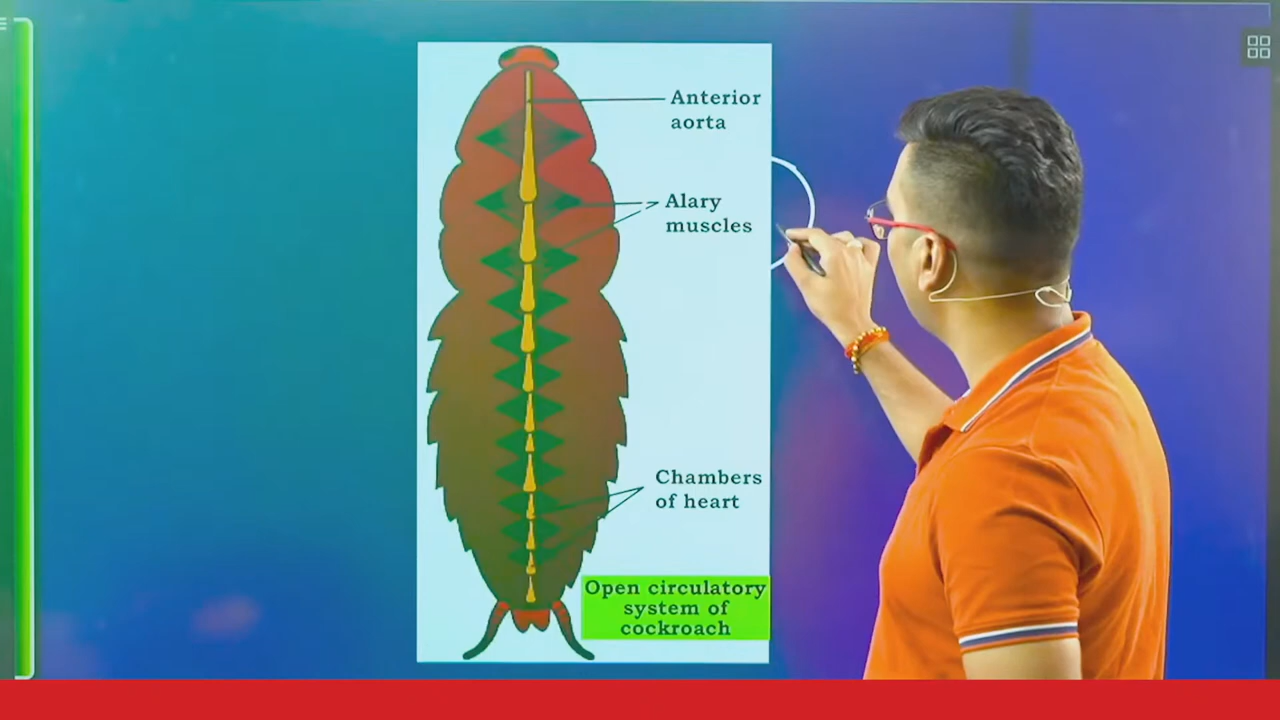 Anterior
aorta
Alary
muscles
Chambers
of heart
Open circulatory
system of
cockroach